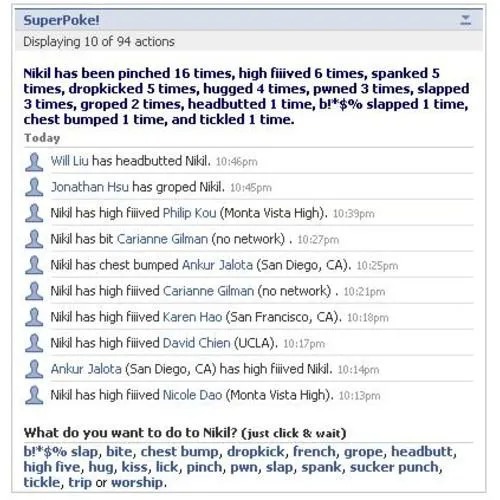 SuperPoke!
Displaying 10 of 94 actions
Nikil has been pinched 16 times, high fiiived 6 times, spanked 5
times, dropkicked 5 times, hugged 4 times, pwned 3 times, slapped
3 times, groped 2 times, headbutted 1 time, b!*$% slapped 1 time,
chest bumped 1 time, and tickled 1 time.
Today
Will Liu has headbutted Nikil. 10:46pm
Jonathan Hsu has groped Nikil. 10:45pm
Nikil has high fiiived Philip Kou (Monta Vista High). 10:39pm
Nikil has bit Carianne Gilman (no network) . 10:27pm
Nikil has chest bumped Ankur Jalota (San Diego, CA). 10:25pm
Nikil has high fiiived Carianne Gilman (no network) . 10:21pm
Nikil has high fiiived Karen Hao (San Francisco, CA). 10:18pm
Nikil has high fiiived David Chien (UCLA). 10:17pm
Ankur Jalota (San Diego, CA) has high fiiived Nikil. 10:14pm
Nikil has high fiiived Nicole Dao (Monta Vista High). 10:13pm
What do you want to do to Nikil? (just click & wait)
b!*$% slap, bite, chest bump, dropkick, french, grope, headbutt,
high five, hug, kiss, lick, pinch, pwn, slap, spank, sucker punch,
tickle, trip or worship.